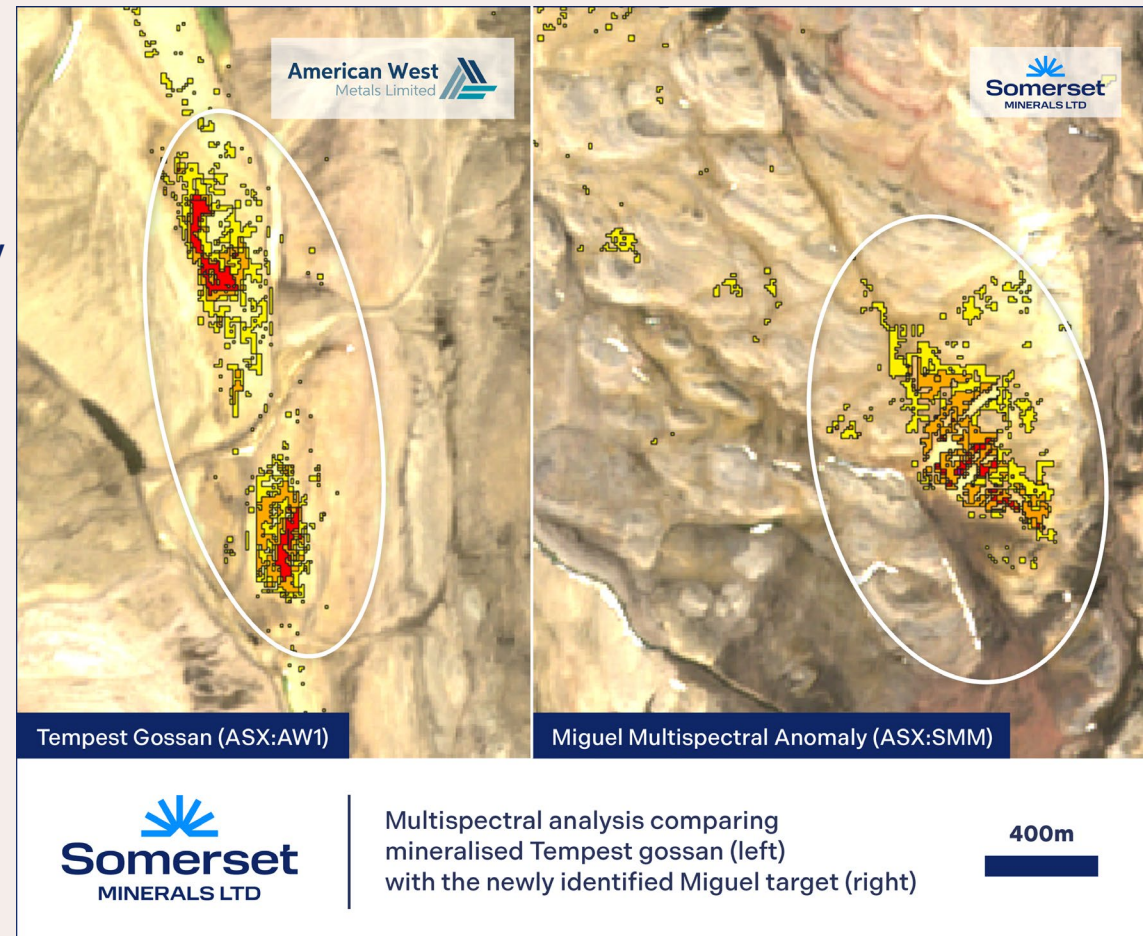 American West
Metals Limited
Somerset
MINERALS LTD
Tempest Gossan (ASX:AW1)
Miguel Multispectral Anomaly (ASX:SMM)
Somerset
MINERALS LTD
Multispectral analysis comparing
mineralised Tempest gossan (left)
with the newly identified Miguel target (right)
400m